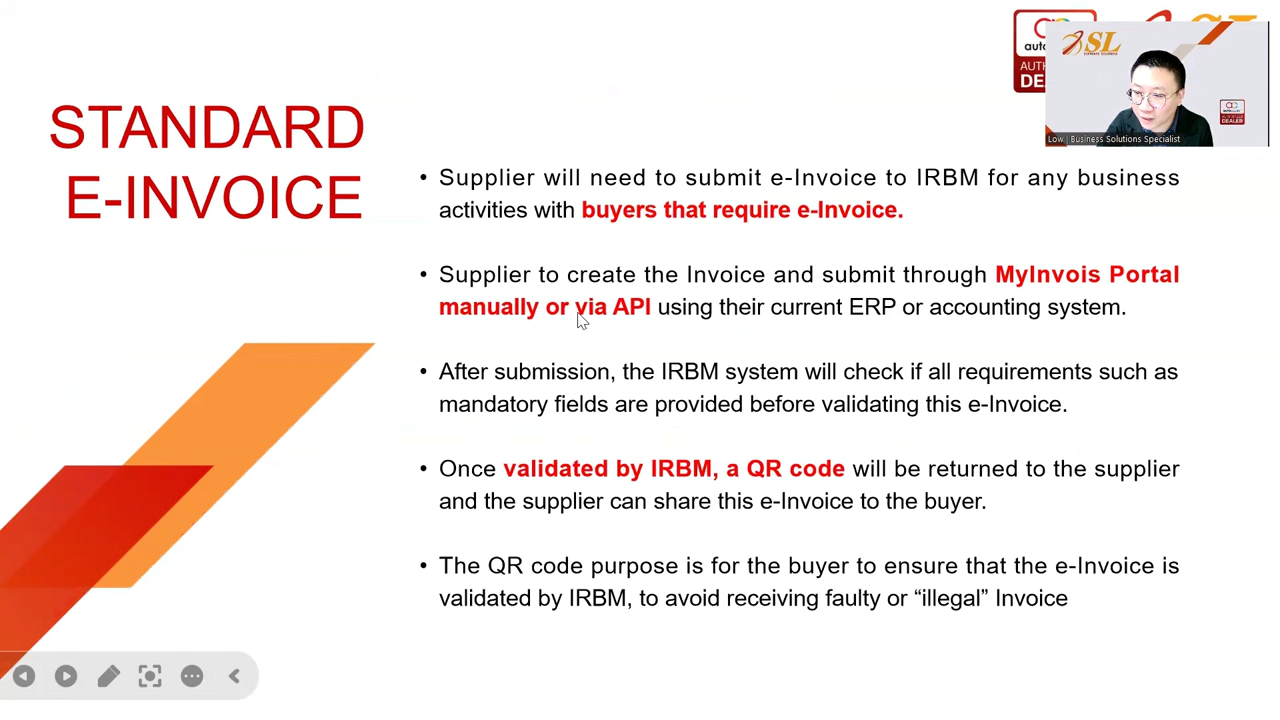 auto
AUTH
DE
SL
SOFTWARE SOLUTIONS
DEALER
Low | Business Solutions Specialist
STANDARD
E-INVOICE
• Supplier will need to submit e-Invoice to IRBM for any business
activities with buyers that require e-Invoice.
• Supplier to create the Invoice and submit through MyInvois Portal
manually or via API using their current ERP or accounting system.
• After submission, the IRBM system will check if all requirements such as
mandatory fields are provided before validating this e-Invoice.
• Once validated by IRBM, a QR code will be returned to the supplier
and the supplier can share this e-Invoice to the buyer.
• The QR code purpose is for the buyer to ensure that the e-Invoice is
validated by IRBM, to avoid receiving faulty or “illegal” Invoice